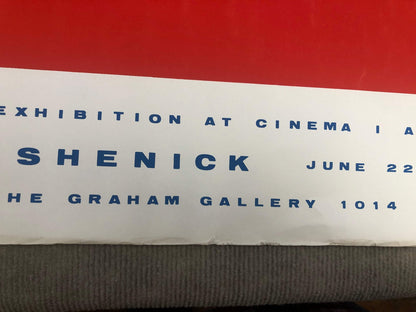 EXHIBITION AT CINEMA I A
SHENICK JUNE 22
HE GRAHAM GALLERY 1014